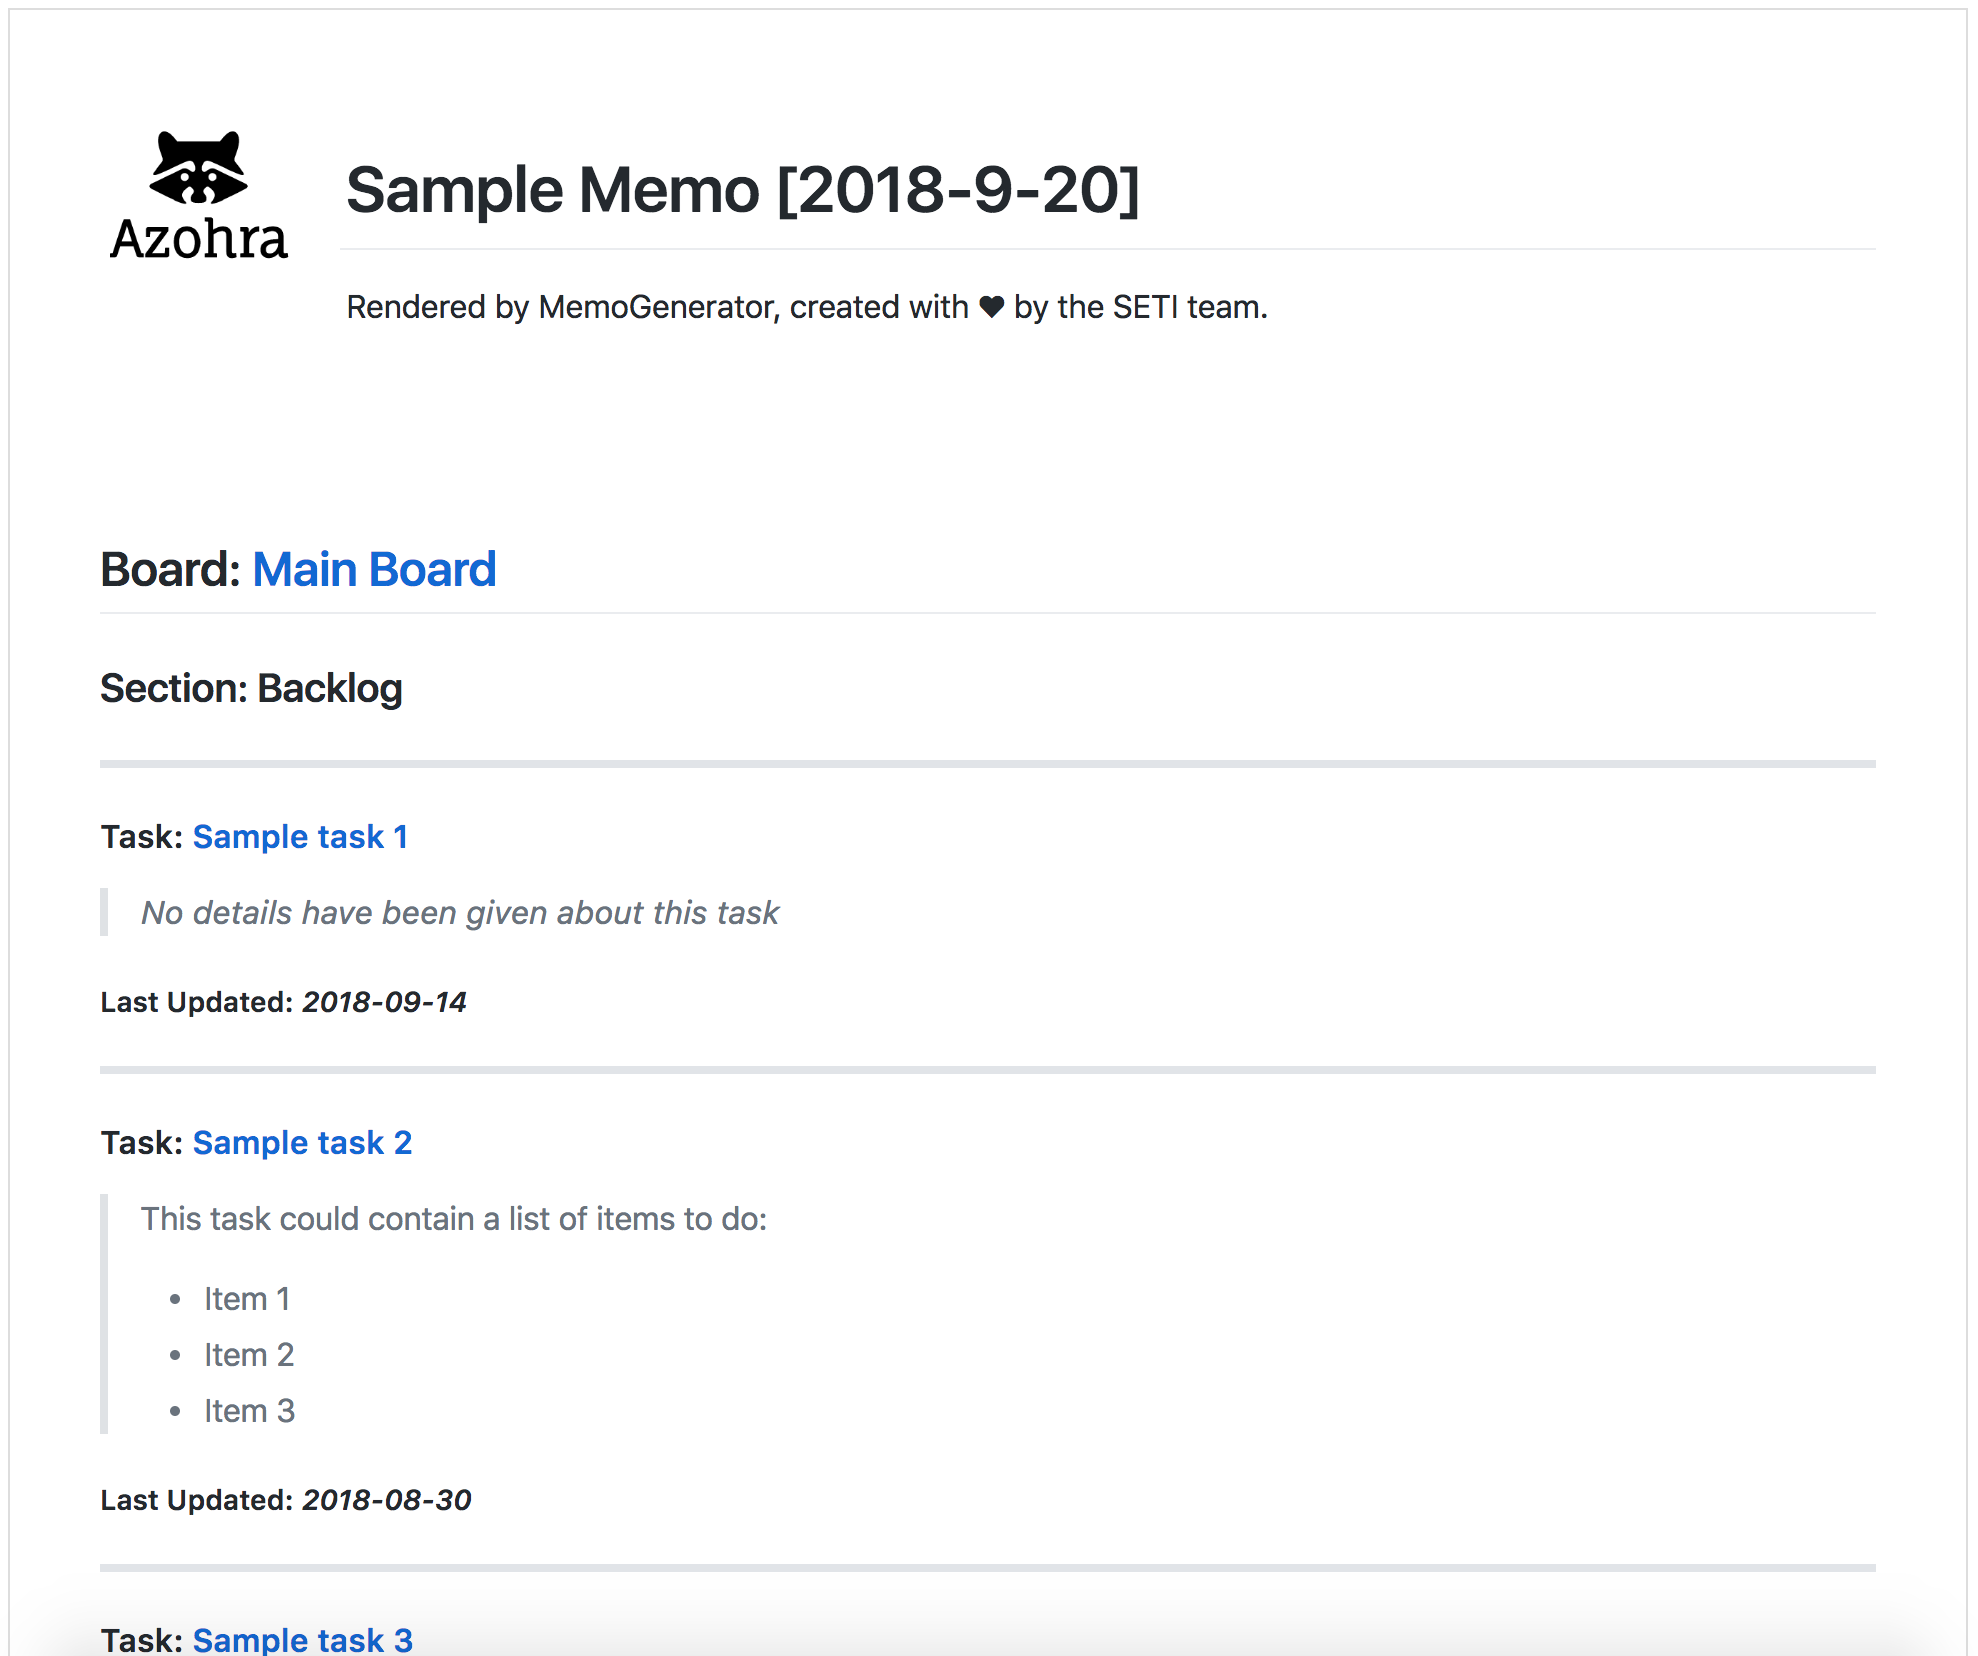 Azohra
Sample Memo [2018-9-20]
Rendered by MemoGenerator, created with ♥ by the SETI team.
Board: Main Board
Section: Backlog
Task: Sample task 1
No details have been given about this task
Last Updated: 2018-09-14
Task: Sample task 2
This task could contain a list of items to do:
• Item 1
• Item 2
• Item 3
Last Updated: 2018-08-30
Task: Sample task 3